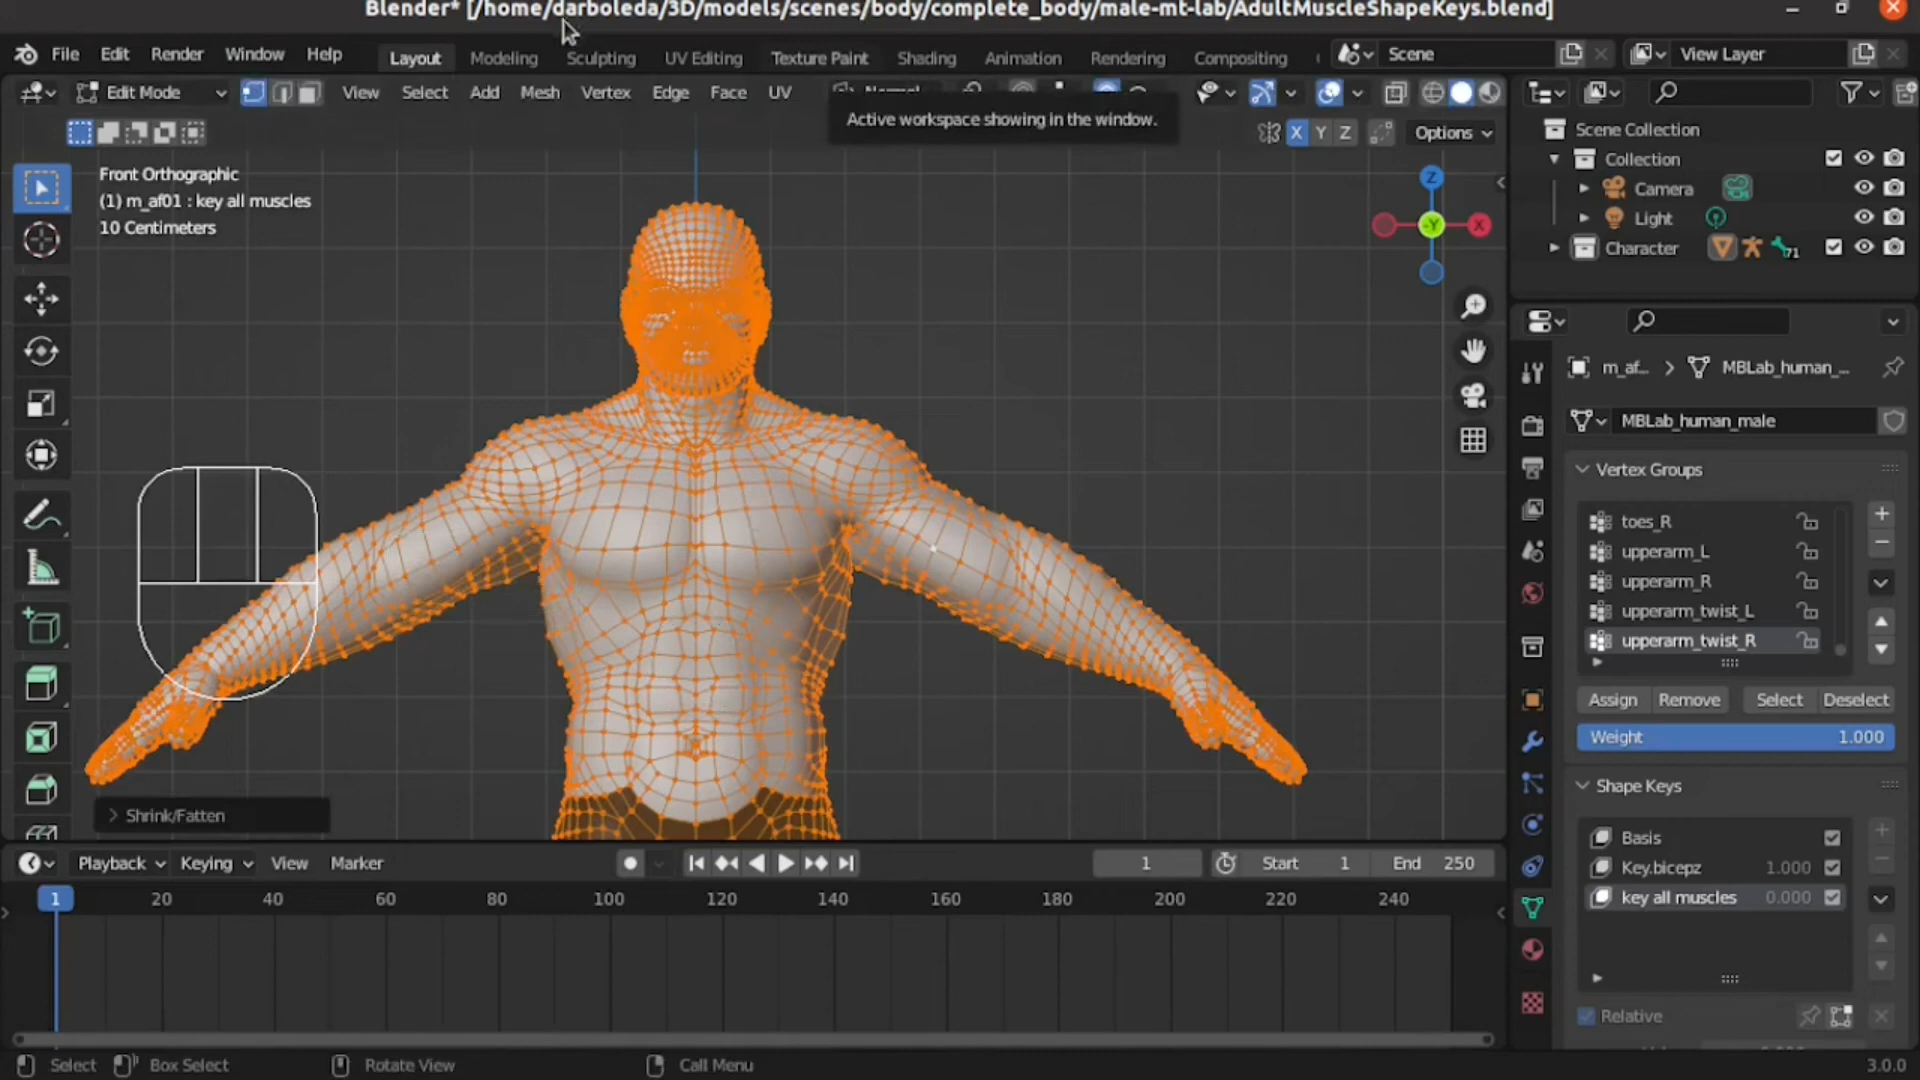 Blender* [/home/darboleda/3D/models/scenes/body/complete_body/male-mt-lab/AdultMuscleShapeKeys.blend]
File Edit Render Window Help Layout Modeling Sculpting UV Editing Texture Paint Shading Animation Rendering Compositing Scene View Layer
Edit Mode View Select Add Mesh Vertex Edge Face UV
Active workspace showing in the window.
X Y Z Options
Front Orthographic
(1) m_af01 : key all muscles
10 Centimeters
Z
-Y X
Shrink/Fatten
Scene Collection
Collection
Camera
Light
Character 71
m_af... > MBLab_human_...
MBLab_human_male
Vertex Groups
toes_R
upperarm_L
upperarm_R
upperarm_twist_L
upperarm_twist_R
Assign Remove Select Deselect
Weight 1.000
Shape Keys
Basis
Key.bicepz 1.000
key all muscles 0.000
Relative
Playback Keying View Marker 1 Start 1 End 250
1 20 40 60 80 100 120 140 160 180 200 220 240
Select Box Select Rotate View Call Menu 3.0.0